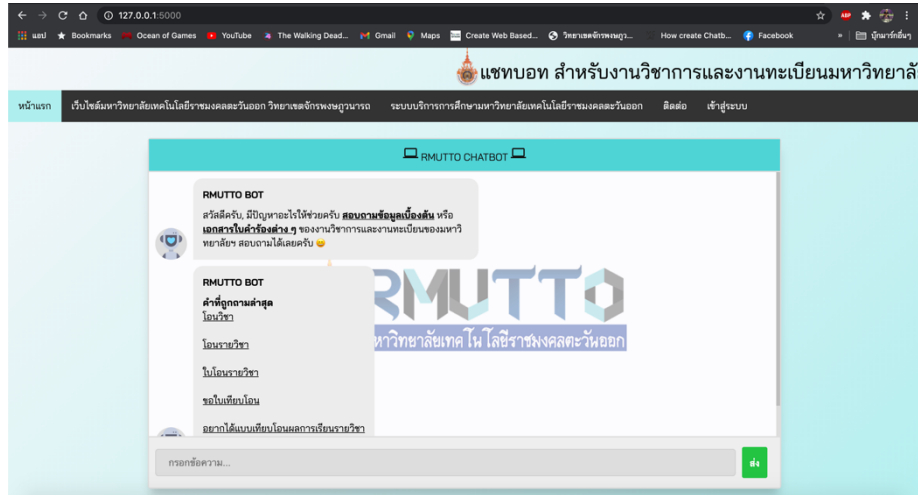 127.0.0.1:5000
แอป Bookmarks Ocean of Games YouTube The Walking Dead... Gmail Maps Create Web Based... วิทยาเขตจักรพงษภูว... How create Chatb... Facebook » บุ๊กมาร์กอื่นๆ
แชทบอท สำหรับงานวิชาการและงานทะเบียนมหาวิทยาลั
หน้าแรก เว็บไซต์มหาวิทยาลัยเทคโนโลยีราชมงคลตะวันออก วิทยาเขตจักรพงษภูวนารถ ระบบบริการการศึกษามหาวิทยาลัยเทคโนโลยีราชมงคลตะวันออก ติดต่อ เข้าสู่ระบบ
RMUTTO CHATBOT
RMUTTO BOT
สวัสดีครับ, มีปัญหาอะไรให้ช่วยครับ สอบถามข้อมูลเบื้องต้น หรือ
เอกสารใบคำร้องต่าง ๆ ของงานวิชาการและงานทะเบียนของมหาวิ
ทยาลัยฯ สอบถามได้เลยครับ 😄
RMUTTO BOT
คำที่ถูกถามล่าสุด
โอนวิชา
โอนรายวิชา
ใบโอนรายวิชา
ขอใบเทียบโอน
อยากได้แบบเทียบโอนผลการเรียนรายวิชา
RMUTTO
มหาวิทยาลัยเทคโนโลยีราชมงคลตะวันออก
กรอกข้อความ...
ส่ง